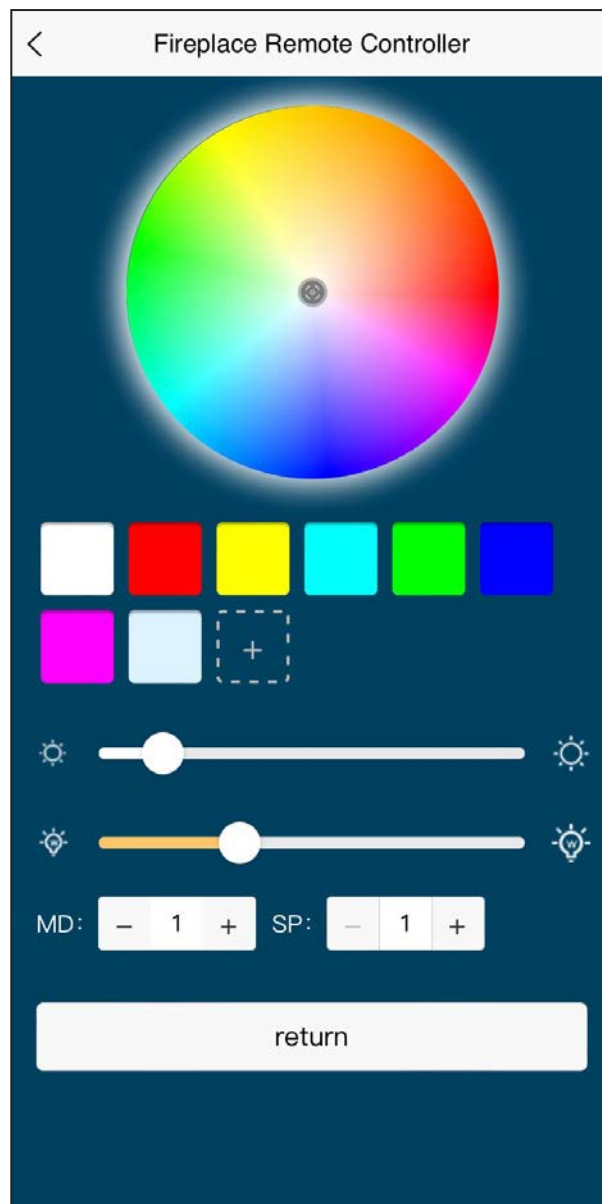 Fireplace Remote Controller
+
W W
MD: − 1 + SP: − 1 +
return